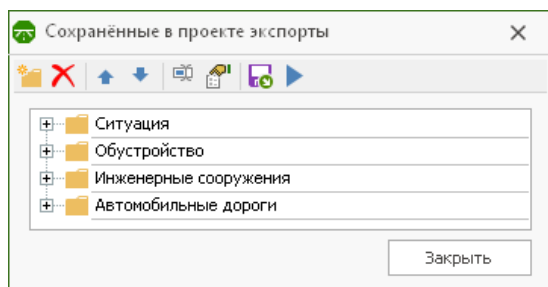 Сохранённые в проекте экспорты
Ситуация
Обустройство
Инженерные сооружения
Автомобильные дороги
Закрыть